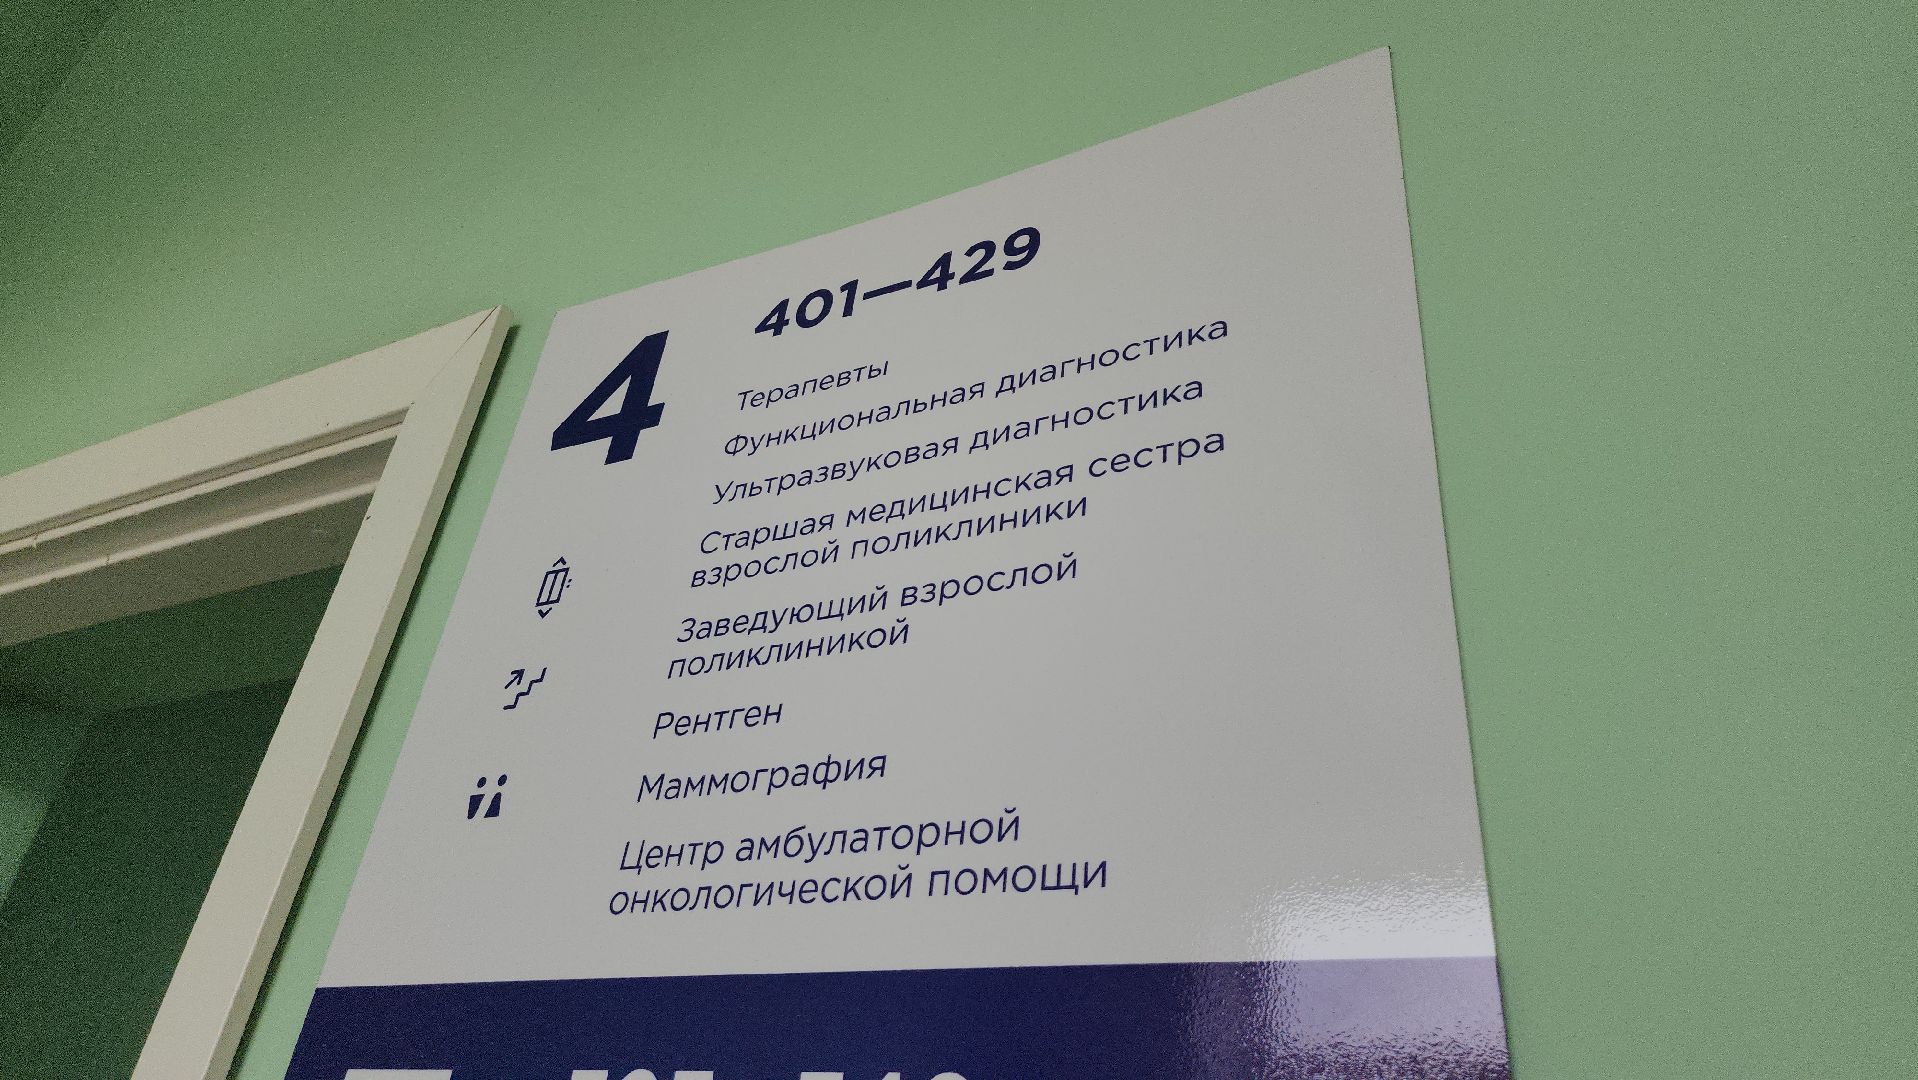 4
401—429
Терапевты
Функциональная диагностика
Ультразвуковая диагностика
Старшая медицинская сестра
взрослой поликлиники
Заведующий взрослой
поликлиникой
Рентген
Маммография
Центр амбулаторной
онкологической помощи